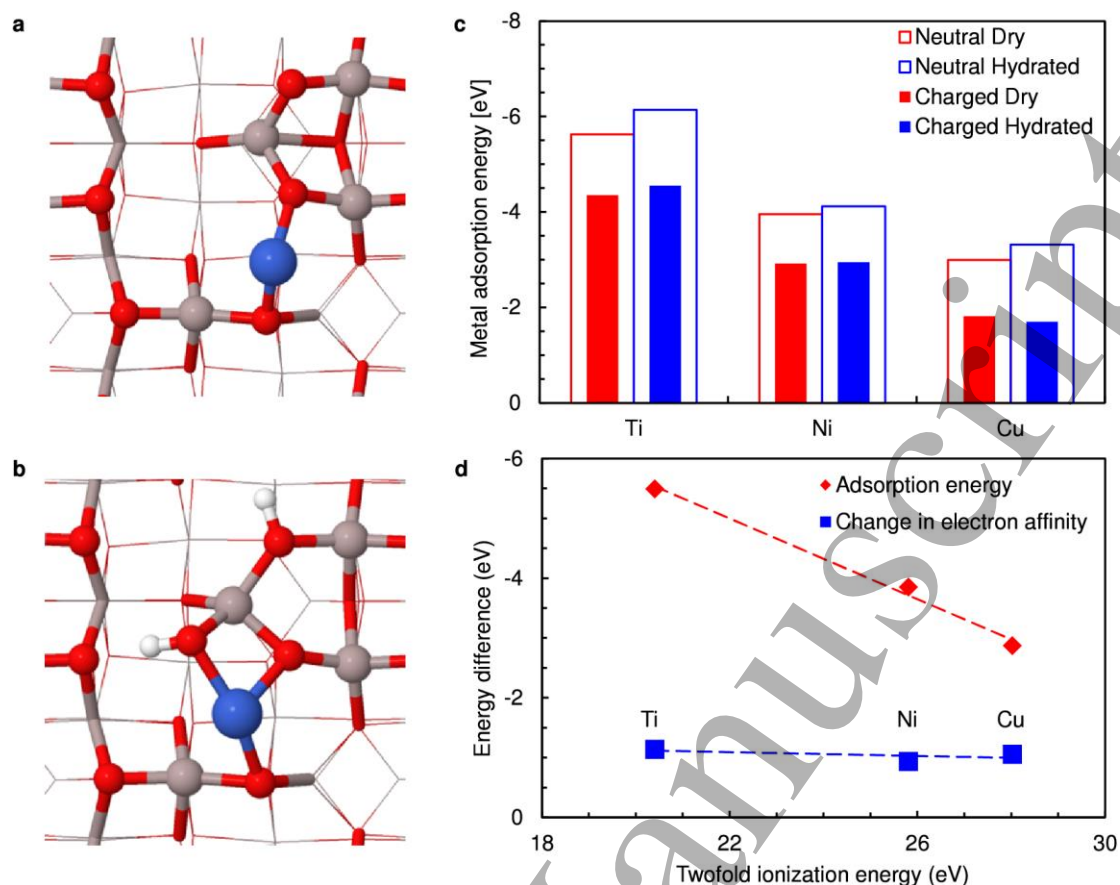 a
b
c
Metal adsorption energy [eV]
-8
-6
-4
-2
0
Neutral Dry
Neutral Hydrated
Charged Dry
Charged Hydrated
Ti Ni Cu
d
Energy difference (eV)
-6
-4
-2
0
Adsorption energy
Change in electron affinity
Ti Ni Cu
18 22 26 30
Twofold ionization energy (eV)
anuscript